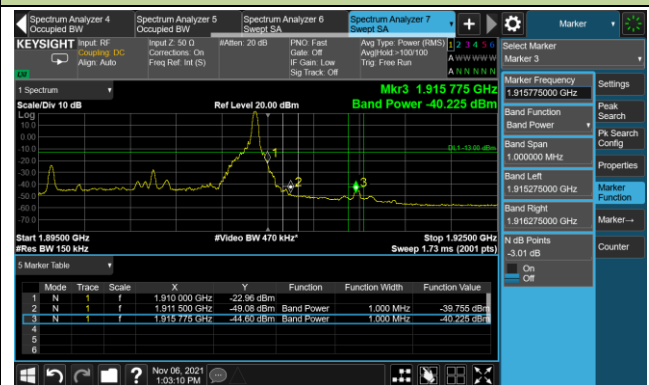 Spectrum Analyzer 4
Occupied BW
Spectrum Analyzer 5
Occupied BW
Spectrum Analyzer 6
Swept SA
Spectrum Analyzer 7
Swept SA
Marker
KEYSIGHT
Input: RF
Coupling: DC
Align: Auto
Input Z: 50 Ω
Corrections: On
Freq Ref: Int (S)
#Atten: 20 dB
PNO: Fast
Gate: Off
IF Gain: Low
Sig Track: Off
Avg Type: Power (RMS)
Avg|Hold:>100/100
Trig: Free Run
1 2 3 4 5 6
A W W W W W
A N N N N N
Select Marker
Marker 3
1 Spectrum
Scale/Div 10 dB
Ref Level 20.00 dBm
Mkr3 1.915 775 GHz
Band Power -40.225 dBm
Log
10.0
0.00
-10.0
-20.0
-30.0
-40.0
-50.0
-60.0
-70.0
DL1 -13.00 dBm
1
2
3
Start 1.89500 GHz
#Res BW 150 kHz
#Video BW 470 kHz*
Stop 1.92500 GHz
Sweep 1.73 ms (2001 pts)
5 Marker Table
Mode Trace Scale X Y Function Function Width Function Value
1 N 1 f 1.910 000 GHz -22.96 dBm
2 N 1 f 1.911 500 GHz -49.08 dBm Band Power 1.000 MHz -39.755 dBm
3 N 1 f 1.915 775 GHz -44.60 dBm Band Power 1.000 MHz -40.225 dBm
4
5
6
Nov 06, 2021
1:03:10 PM
Marker Frequency
1.915775000 GHz
Band Function
Band Power
Band Span
1.000000 MHz
Band Left
1.915275000 GHz
Band Right
1.916275000 GHz
N dB Points
-3.01 dB
On
Off
Settings
Peak
Search
Pk Search
Config
Properties
Marker
Function
Marker→
Counter